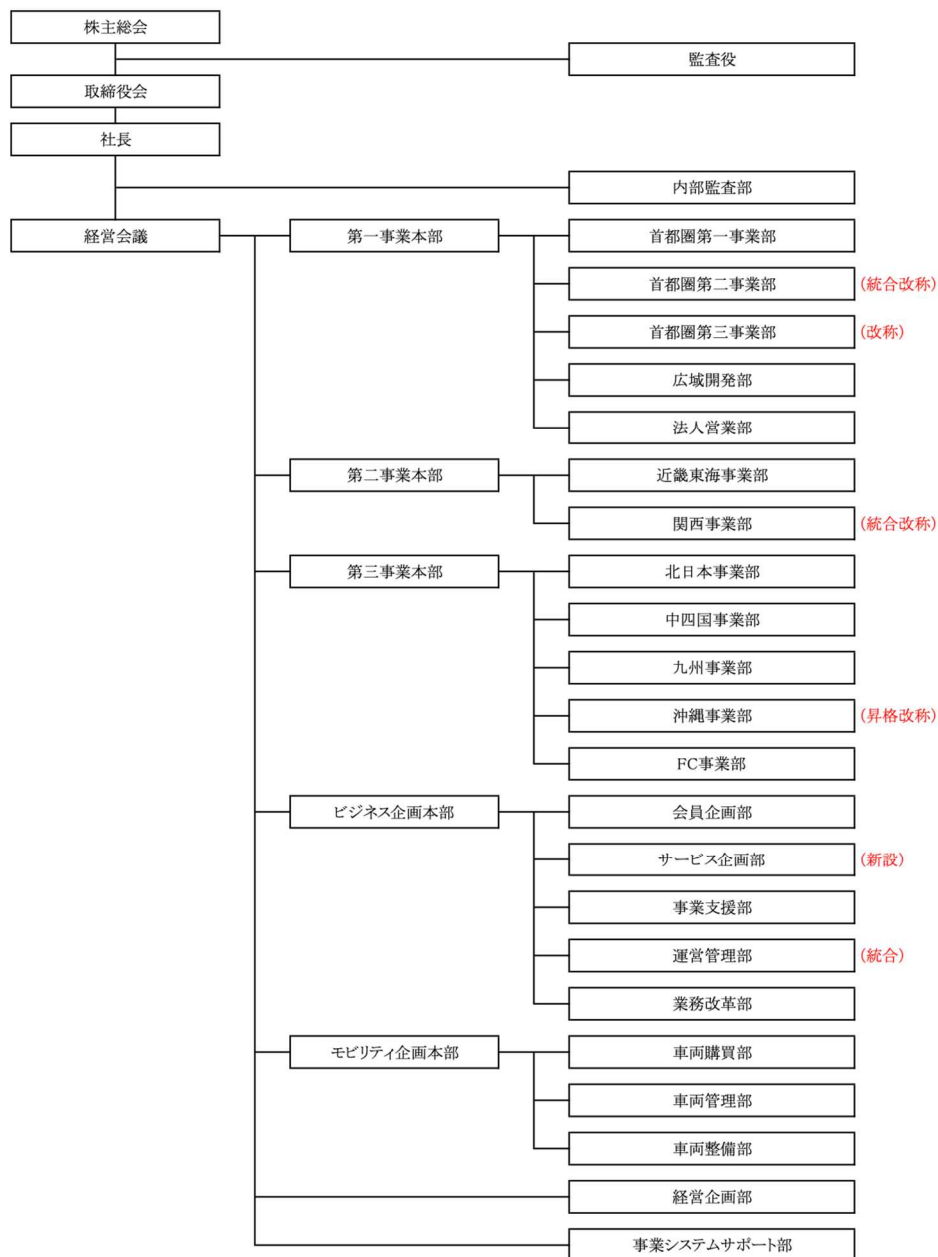 株主総会
監査役
取締役会
社長
内部監査部
経営会議
第一事業本部
首都圏第一事業部
首都圏第二事業部
(統合改称)
首都圏第三事業部
(改称)
広域開発部
法人営業部
第二事業本部
近畿東海事業部
関西事業部
(統合改称)
第三事業本部
北日本事業部
中四国事業部
九州事業部
沖縄事業部
(昇格改称)
FC事業部
ビジネス企画本部
会員企画部
サービス企画部
(新設)
事業支援部
運営管理部
(統合)
業務改革部
モビリティ企画本部
車両購買部
車両管理部
車両整備部
経営企画部
事業システムサポート部